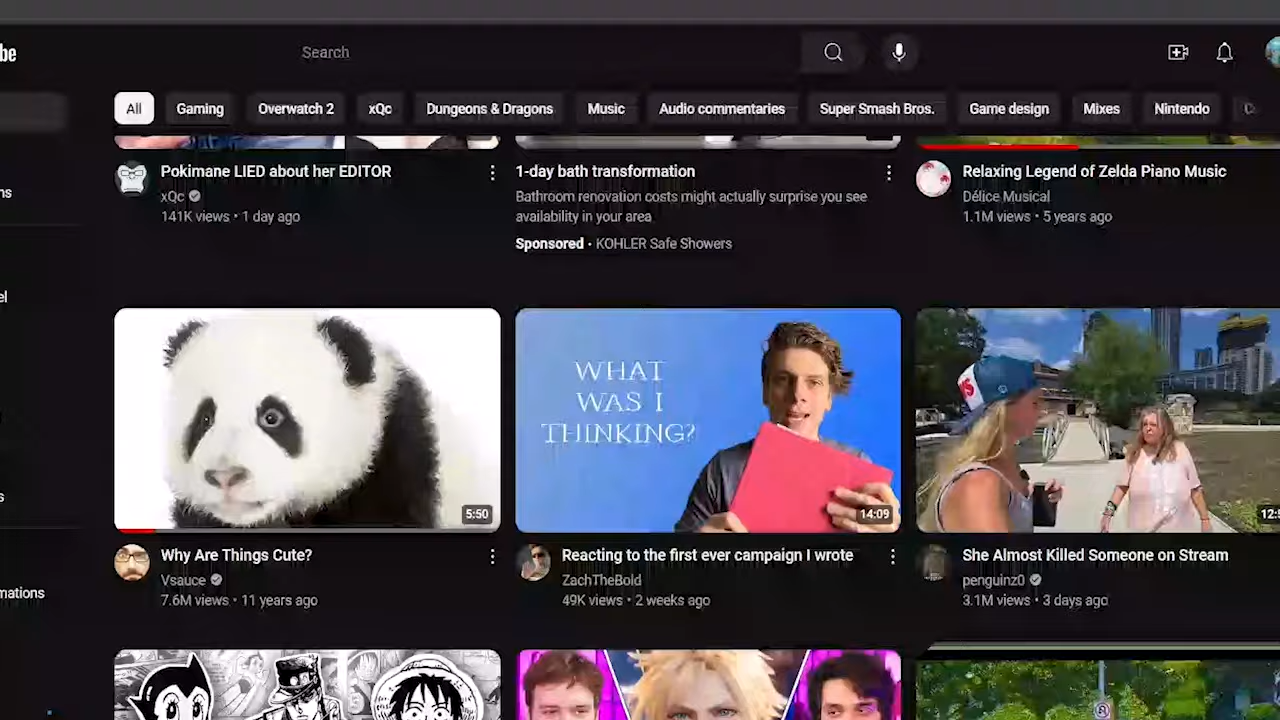 be
Search
All
Gaming
Overwatch 2
xQc
Dungeons & Dragons
Music
Audio commentaries
Super Smash Bros.
Game design
Mixes
Nintendo
ns
el
s
mations
Pokimane LIED about her EDITOR
xQc
141K views • 1 day ago
1-day bath transformation
Bathroom renovation costs might actually surprise you see
availability in your area
Sponsored · KOHLER Safe Showers
Relaxing Legend of Zelda Piano Music
Délice Musical
1.1M views • 5 years ago
5:50
Why Are Things Cute?
Vsauce
7.6M views • 11 years ago
WHAT
WAS I
THINKING?
14:09
Reacting to the first ever campaign I wrote
ZachTheBold
49K views • 2 weeks ago
12:5
She Almost Killed Someone on Stream
penguinz0
3.1M views • 3 days ago